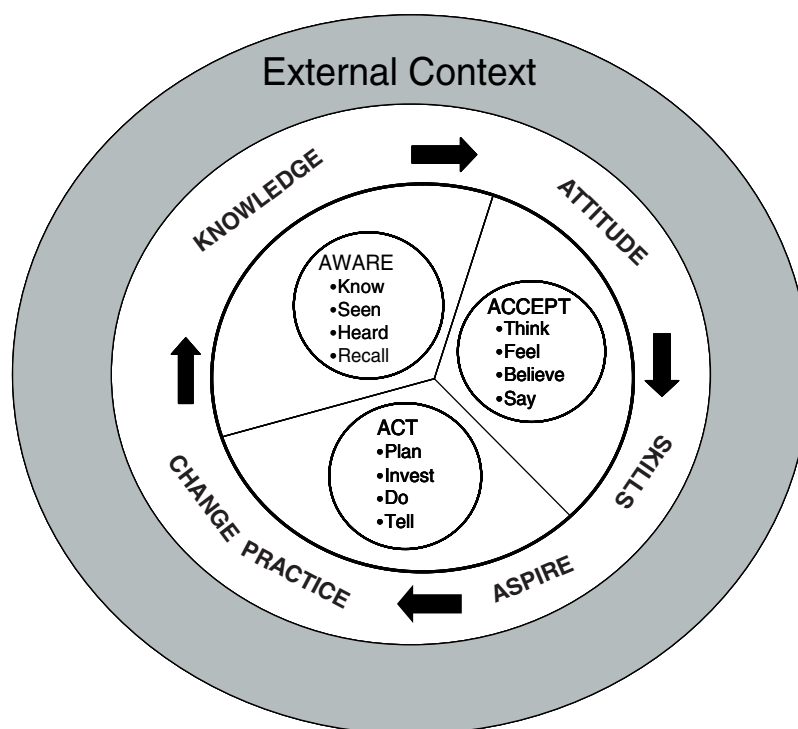 External Context
KNOWLEDGE
ATTITUDE
SKILLS
ASPIRE
CHANGE PRACTICE
AWARE
•Know
•Seen
•Heard
•Recall
ACCEPT
•Think
•Feel
•Believe
•Say
ACT
•Plan
•Invest
•Do
•Tell